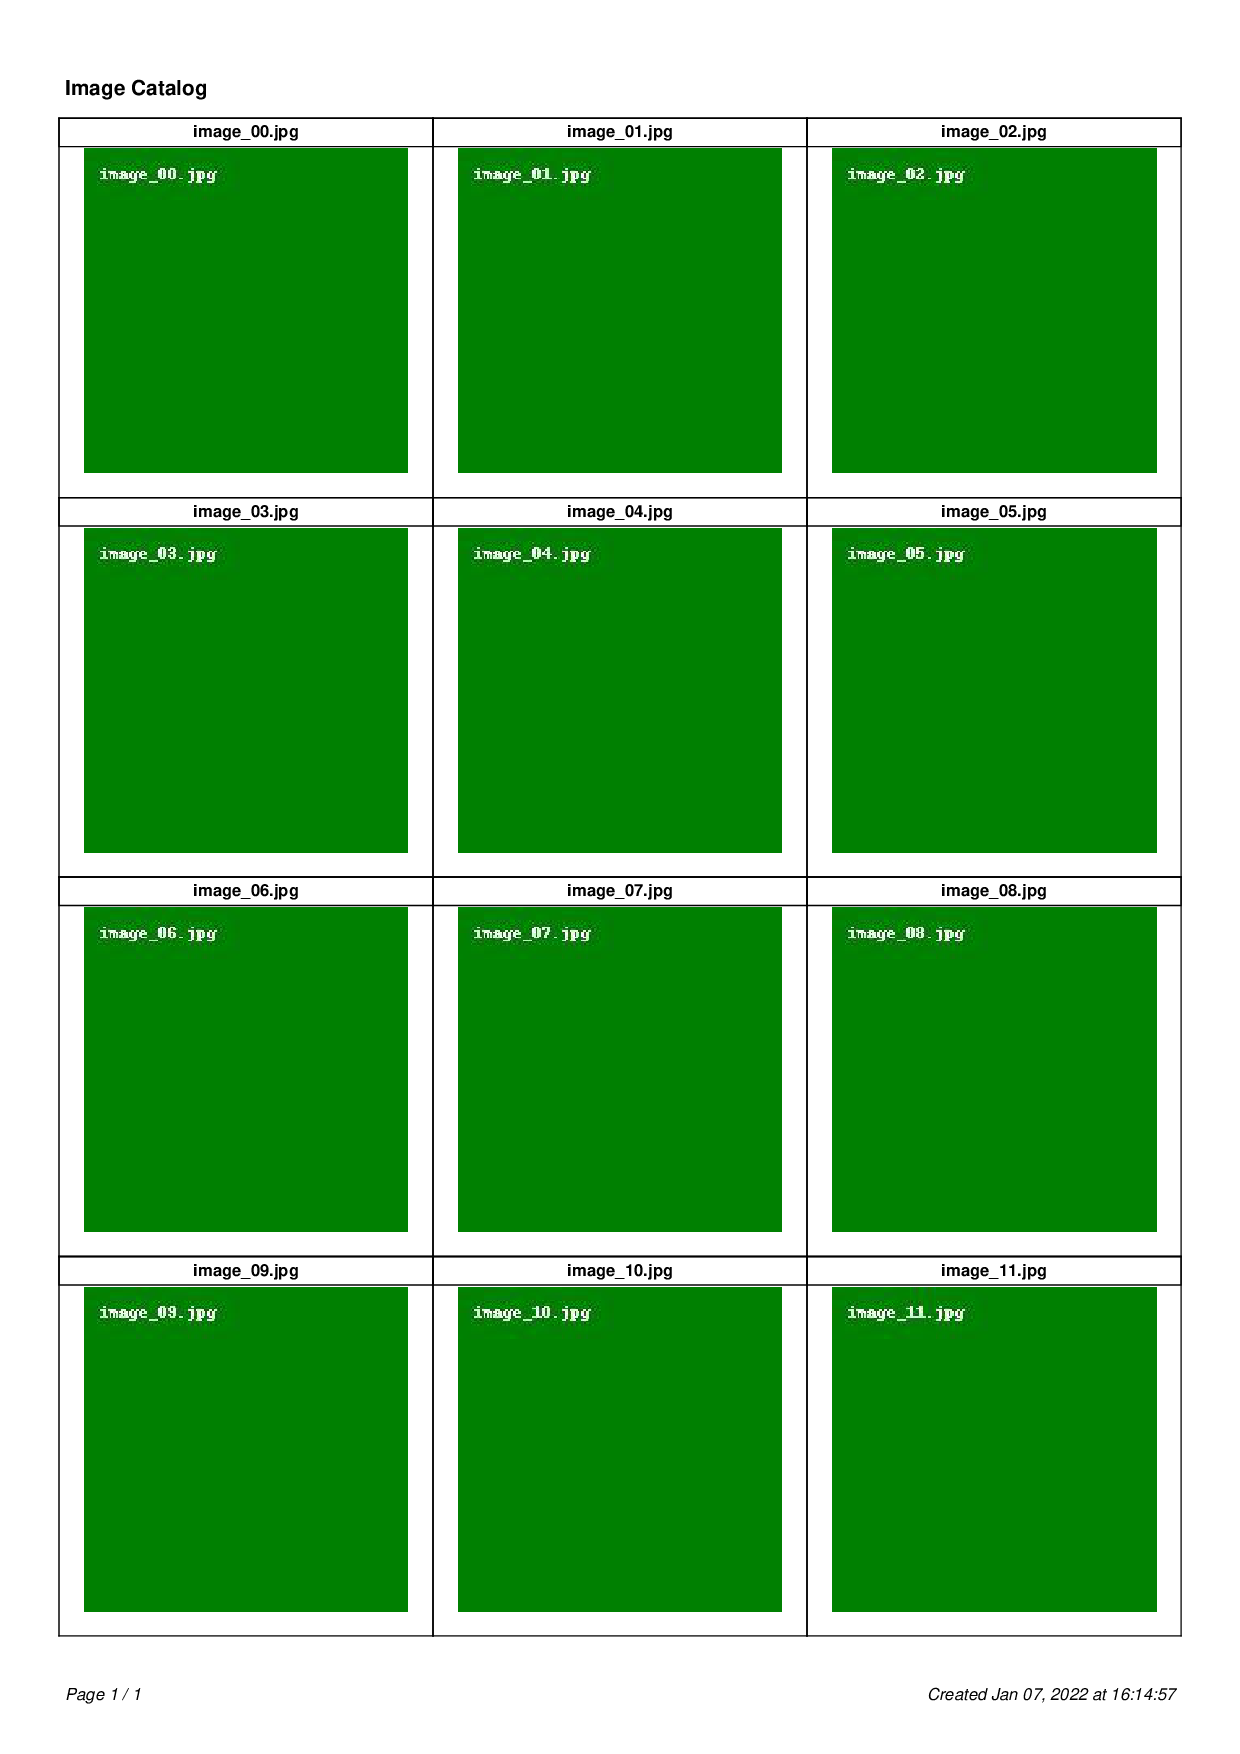 Image Catalog
image_00.jpg image_01.jpg image_02.jpg
image_00.jpg image_01.jpg image_02.jpg
image_03.jpg image_04.jpg image_05.jpg
image_03.jpg image_04.jpg image_05.jpg
image_06.jpg image_07.jpg image_08.jpg
image_06.jpg image_07.jpg image_08.jpg
image_09.jpg image_10.jpg image_11.jpg
image_09.jpg image_10.jpg image_11.jpg
Page 1 / 1 Created Jan 07, 2022 at 16:14:57